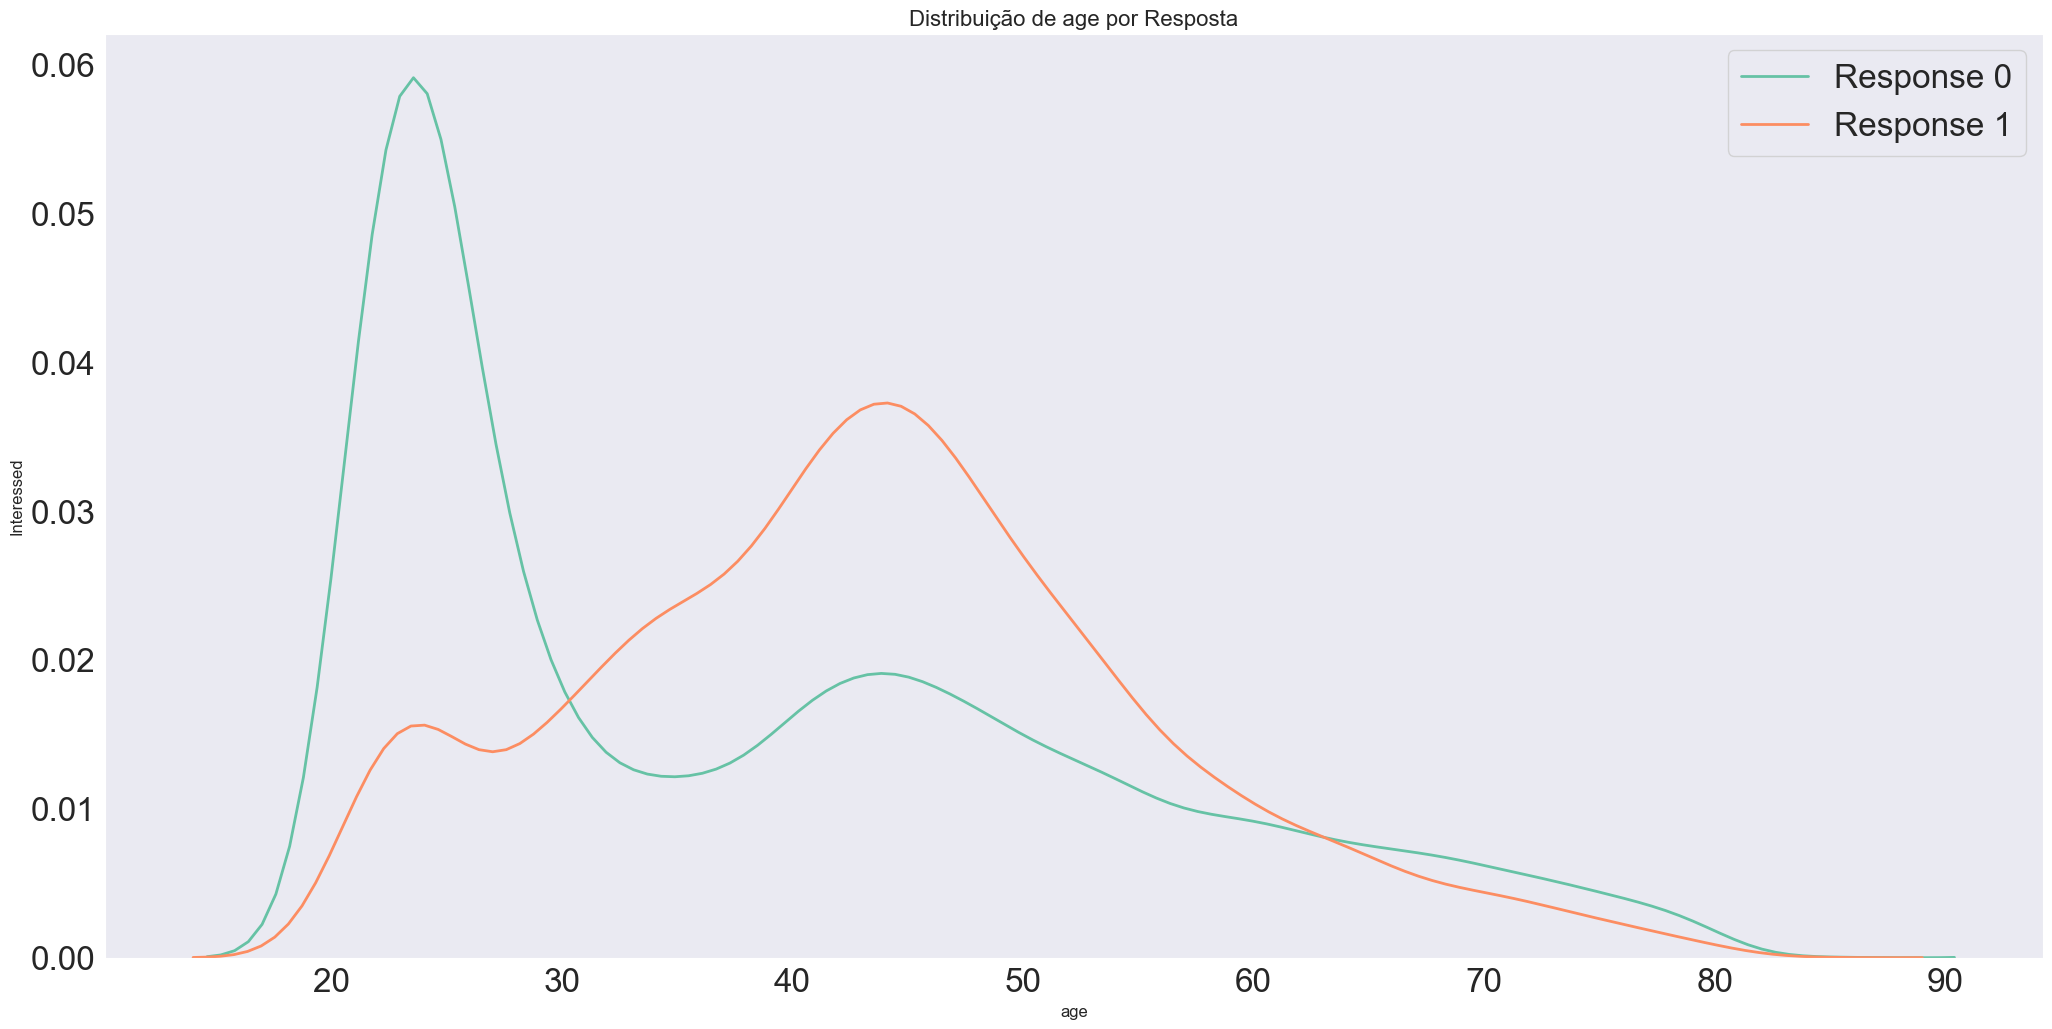 Distribuição de age por Resposta
0.06
0.05
0.04
0.03
0.02
0.01
0.00
Interessed
Response 0
Response 1
20 30 40 50 60 70 80 90
age